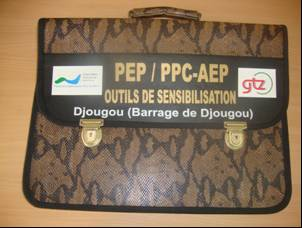 PEP / PPC-AEP
gtz
OUTILS DE SENSIBILISATION
Djougou (Barrage de Djougou)